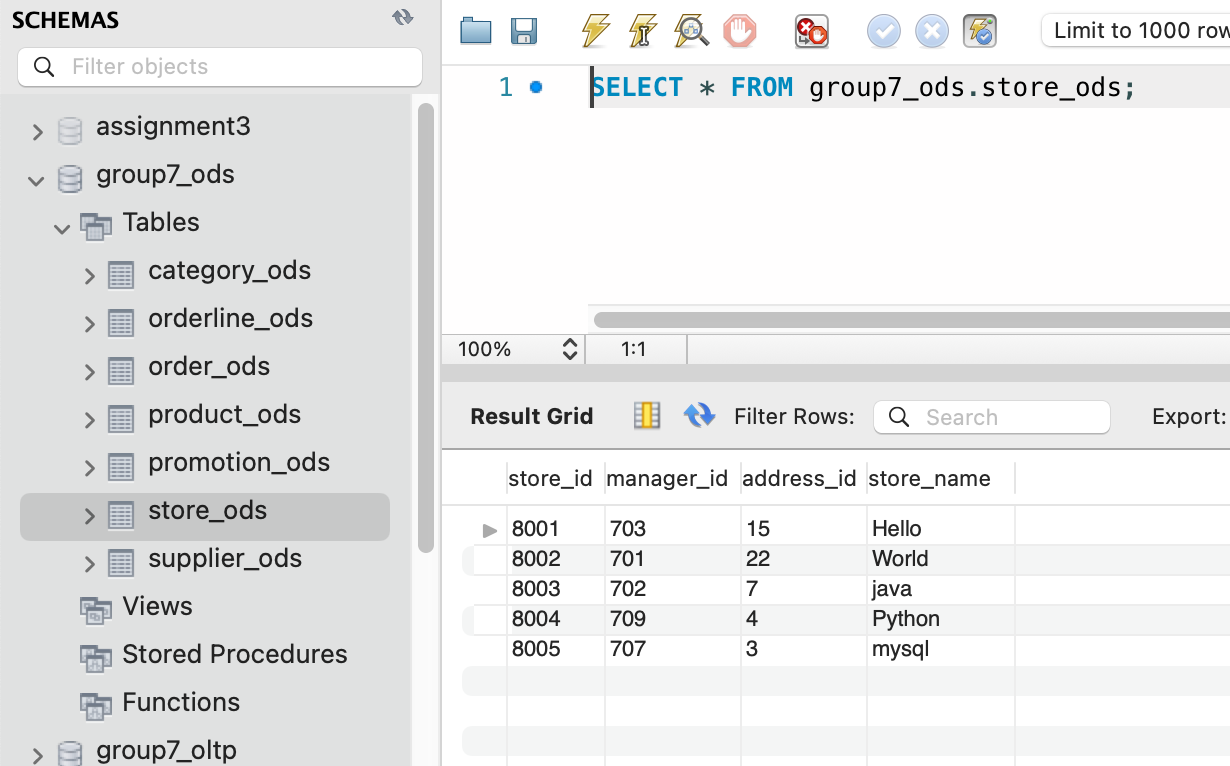 SCHEMAS
Filter objects
assignment3
group7_ods
Tables
category_ods
orderline_ods
order_ods
product_ods
promotion_ods
store_ods
supplier_ods
Views
Stored Procedures
Functions
group7_oltp
Limit to 1000 row
1 SELECT * FROM group7_ods.store_ods;
100% 1:1
Result Grid Filter Rows: Search Export:
store_id manager_id address_id store_name
8001 703 15 Hello
8002 701 22 World
8003 702 7 java
8004 709 4 Python
8005 707 3 mysql